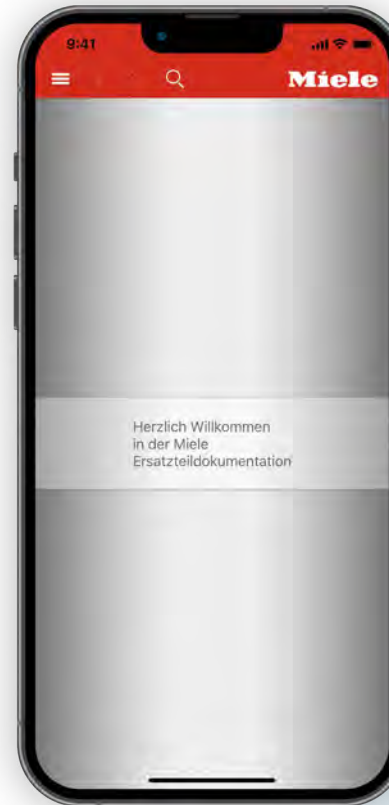 9:41
Miele
Herzlich Willkommen
in der Miele
Ersatzteildokumentation